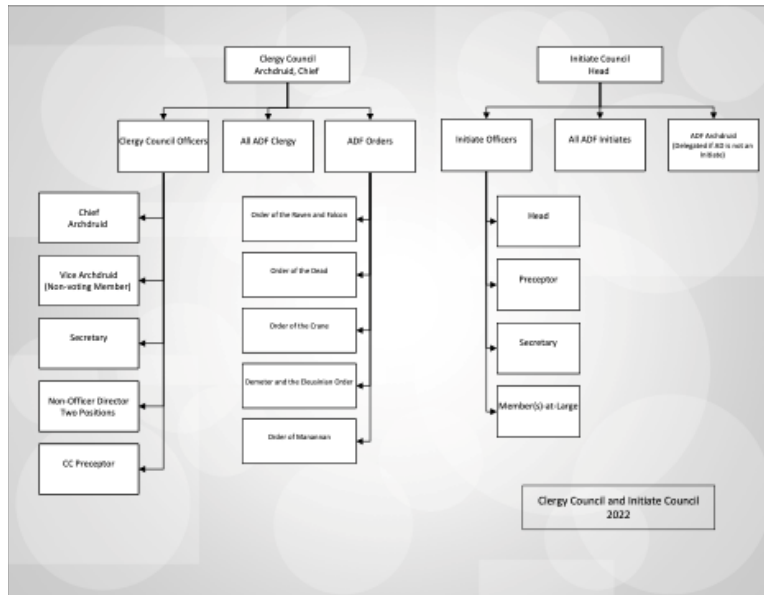 Clergy Council
Archdruid, Chief
Initiate Council
Head
Clergy Council Officers
All ADF Clergy
ADF Orders
Initiate Officers
All ADF Initiates
ADF Archdruid
(Delegated if AD is not an
Initiate)
Chief
Archdruid
Vice Archdruid
(Non-voting Member)
Secretary
Non-Officer Director
Two Positions
CC Preceptor
Order of the Raven and Falcon
Order of the Dead
Order of the Crane
Demeter and the Eleusinian Order
Order of Manannan
Head
Preceptor
Secretary
Member(s)-at-Large
Clergy Council and Initiate Council
2022